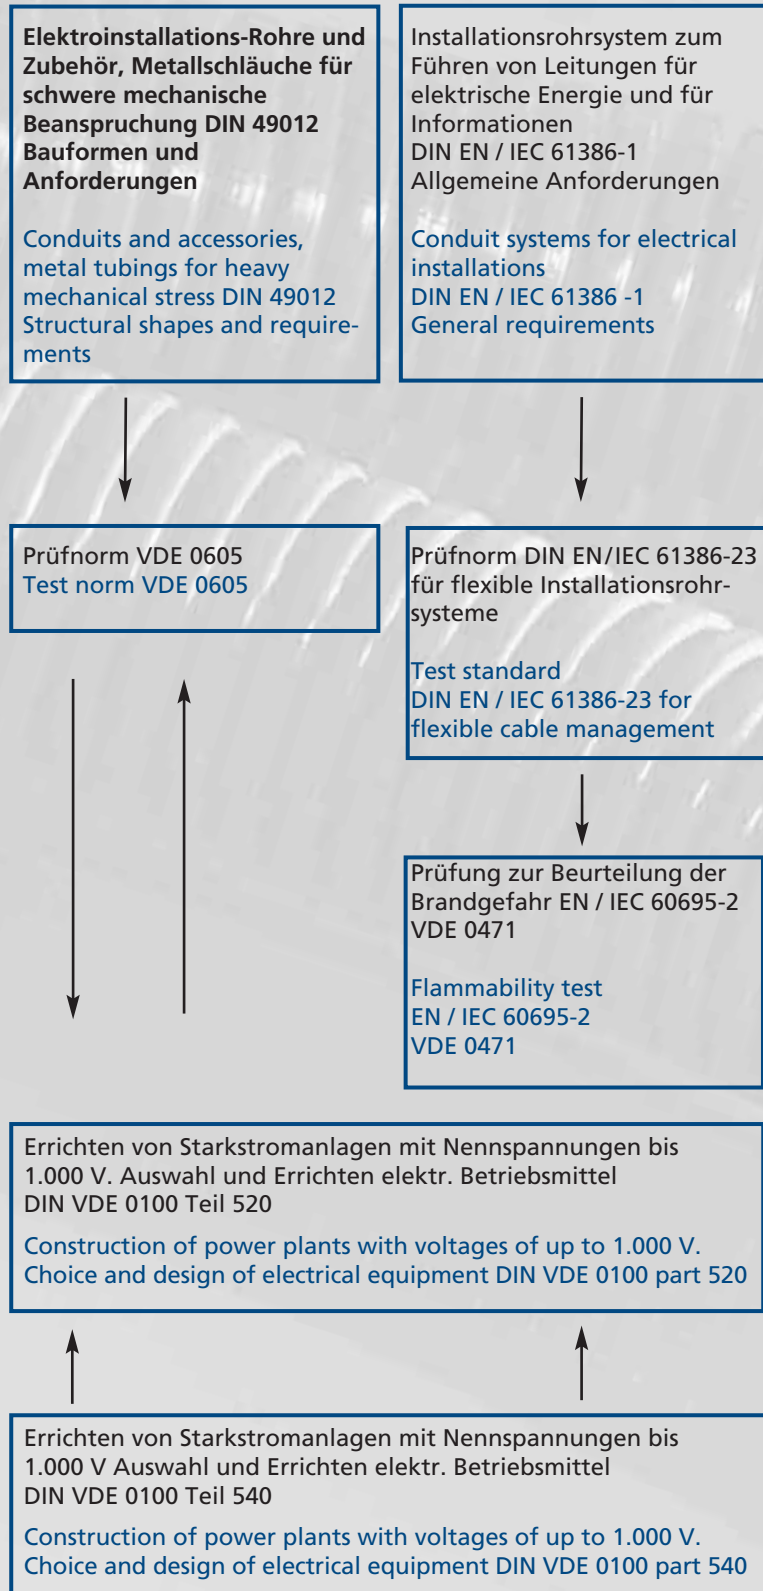 Elektroinstallations-Rohre und
Zubehör, Metallschläuche für
schwere mechanische
Beanspruchung DIN 49012
Bauformen und
Anforderungen
Conduits and accessories,
metal tubings for heavy
mechanical stress DIN 49012
Structural shapes and require-
ments
Installationsrohrsystem zum
Führen von Leitungen für
elektrische Energie und für
Informationen
DIN EN / IEC 61386-1
Allgemeine Anforderungen
Conduit systems for electrical
installations
DIN EN / IEC 61386 -1
General requirements
Prüfnorm VDE 0605
Test norm VDE 0605
Prüfnorm DIN EN/IEC 61386-23
für flexible Installationsrohr-
systeme
Test standard
DIN EN / IEC 61386-23 for
flexible cable management
Prüfung zur Beurteilung der
Brandgefahr EN / IEC 60695-2
VDE 0471
Flammability test
EN / IEC 60695-2
VDE 0471
Errichten von Starkstromanlagen mit Nennspannungen bis
1.000 V. Auswahl und Errichten elektr. Betriebsmittel
DIN VDE 0100 Teil 520
Construction of power plants with voltages of up to 1.000 V.
Choice and design of electrical equipment DIN VDE 0100 part 520
Errichten von Starkstromanlagen mit Nennspannungen bis
1.000 V Auswahl und Errichten elektr. Betriebsmittel
DIN VDE 0100 Teil 540
Construction of power plants with voltages of up to 1.000 V.
Choice and design of electrical equipment DIN VDE 0100 part 540